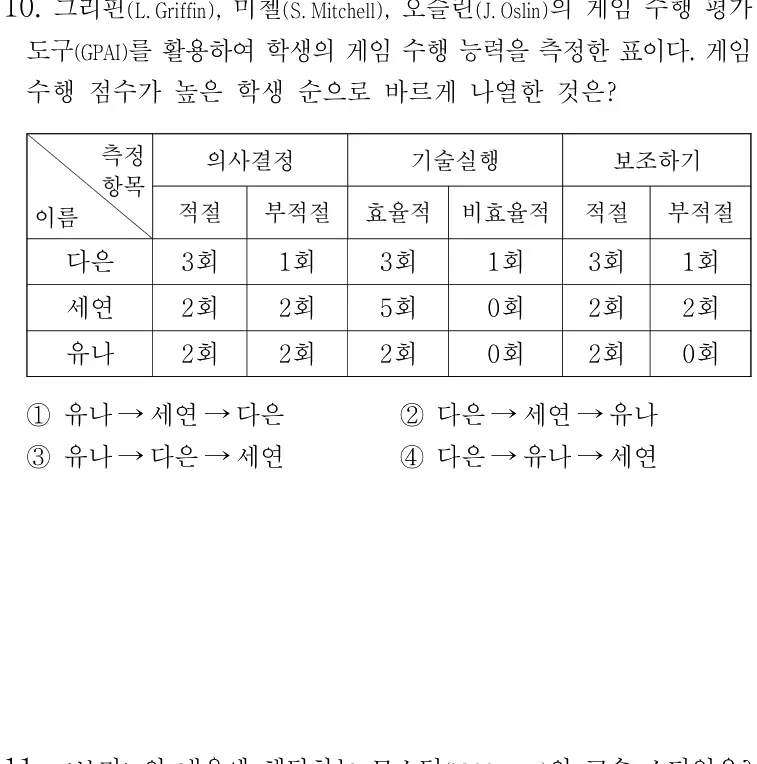 10. 그리핀(L. Griffin), 미첼(S. Mitchell), 오슬린(J. Oslin)의 게임 수행 평가
도구(GPAI)를 활용하여 학생의 게임 수행 능력을 측정한 표이다. 게임
수행 점수가 높은 학생 순으로 바르게 나열한 것은?
측정 항목 이름 의사결정 기술실행 보조하기
적절 부적절 효율적 비효율적 적절 부적절
다은 3회 1회 3회 1회 3회 1회
세연 2회 2회 5회 0회 2회 2회
유나 2회 2회 2회 0회 2회 0회
① 유나→세연→다은 ② 다은→세연→유나
③ 유나→다은→세연 ④ 다은→유나→세연